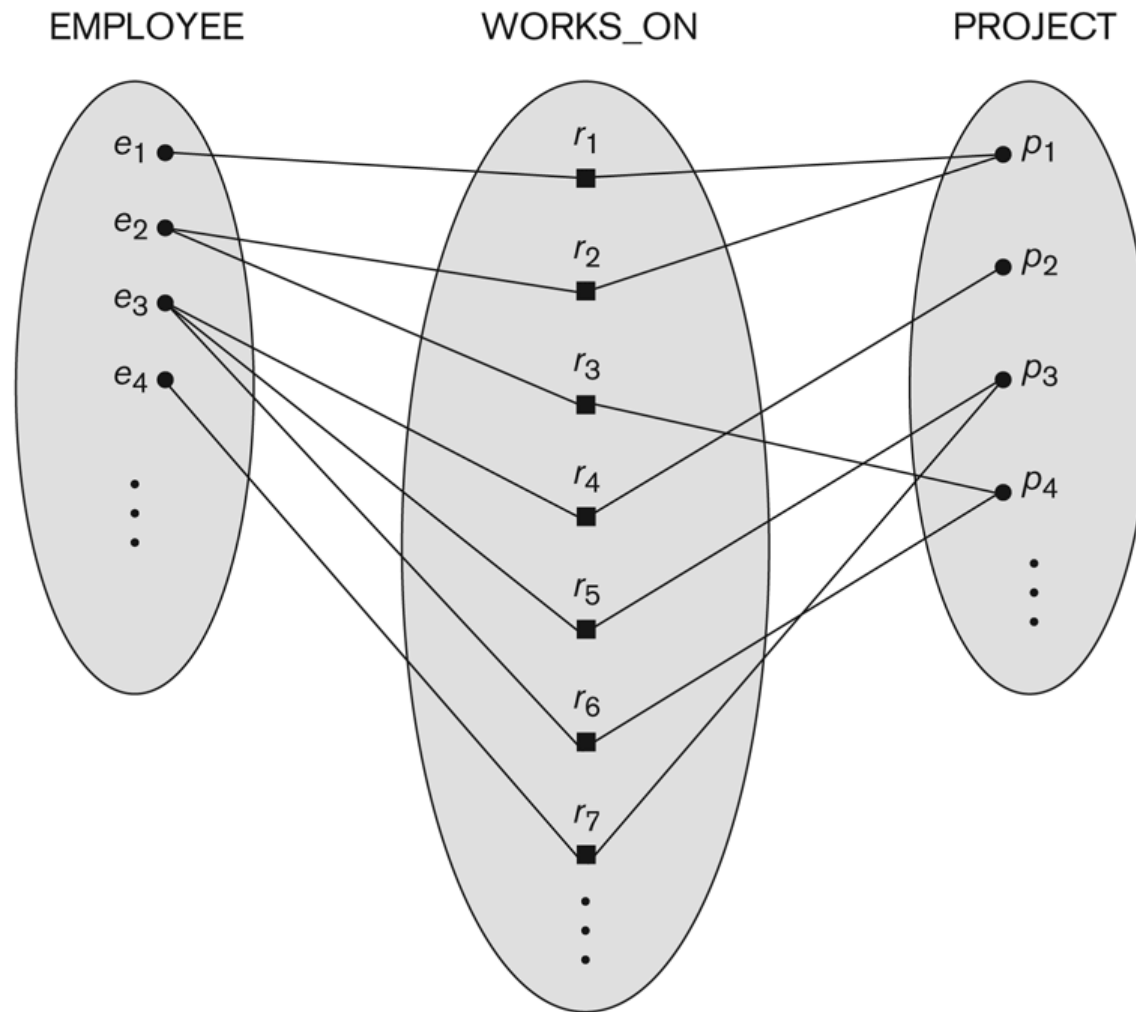 EMPLOYEE WORKS_ON PROJECT
e1 r1 p1
e2 r2 p2
e3 r3 p3
e4 r4 p4
r5
r6
r7